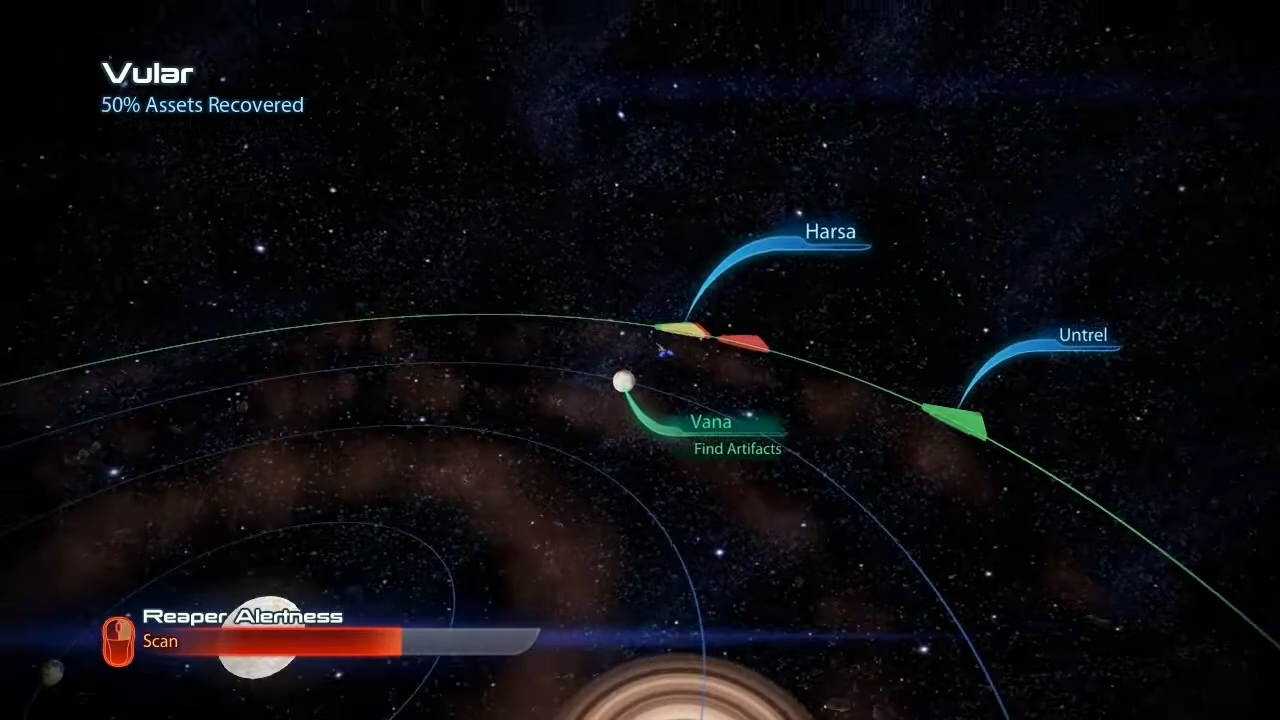 Vular
50% Assets Recovered
Harsa
Untrel
Vana
Find Artifacts
Reaper Alertness
Scan